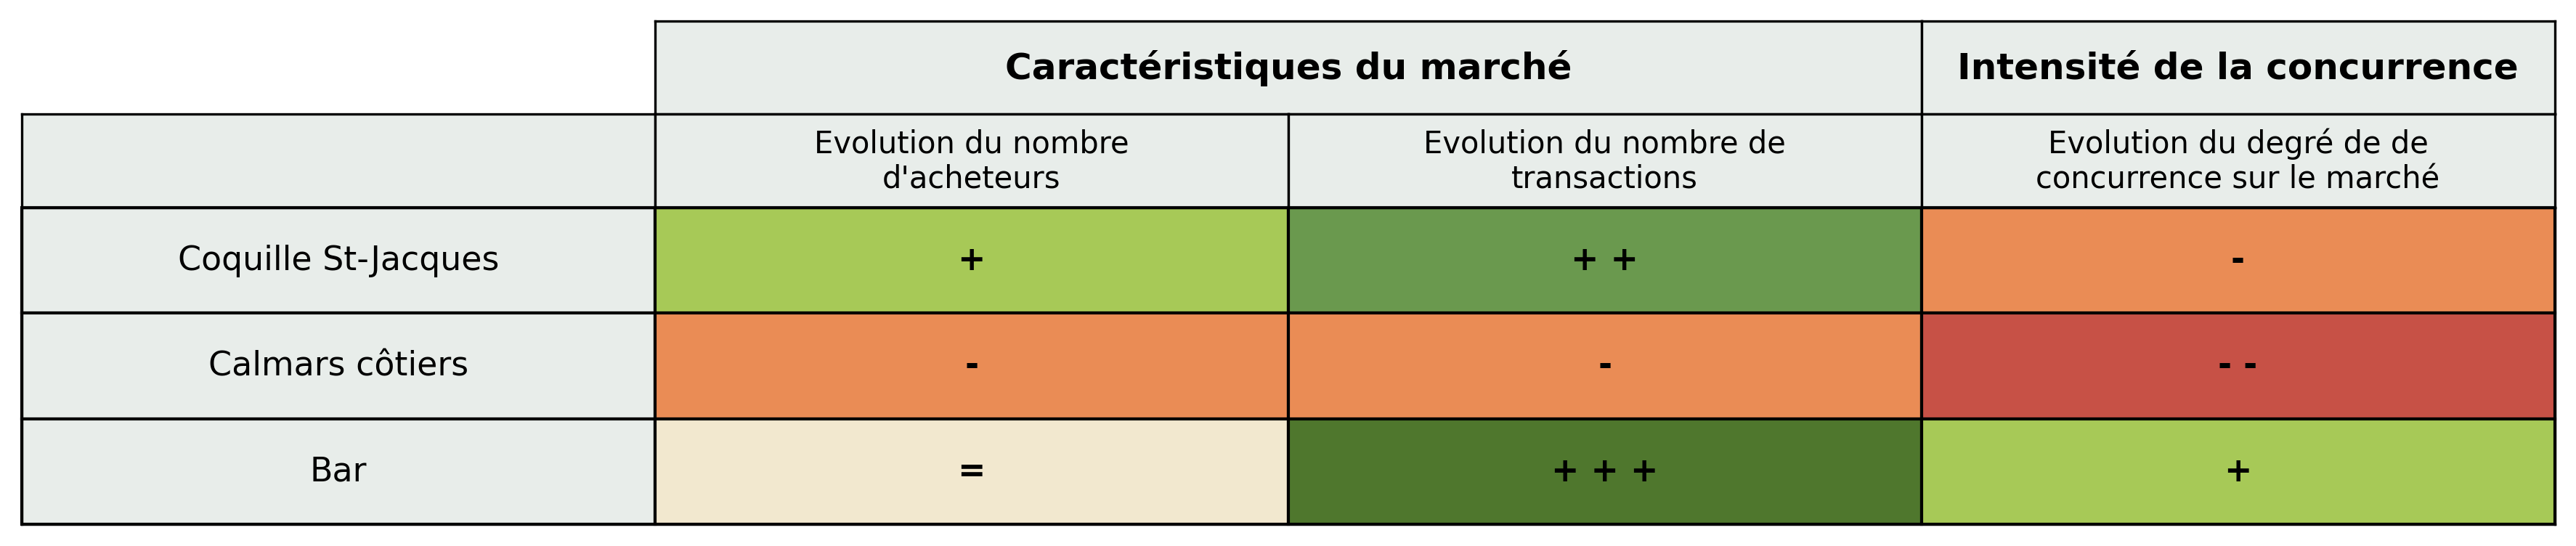 Caractéristiques du marché
Intensité de la concurrence
Evolution du nombre
d'acheteurs
Evolution du nombre de
transactions
Evolution du degré de de
concurrence sur le marché
Coquille St-Jacques
+
+ +
-
Calmars côtiers
-
-
- -
Bar
=
+ + +
+